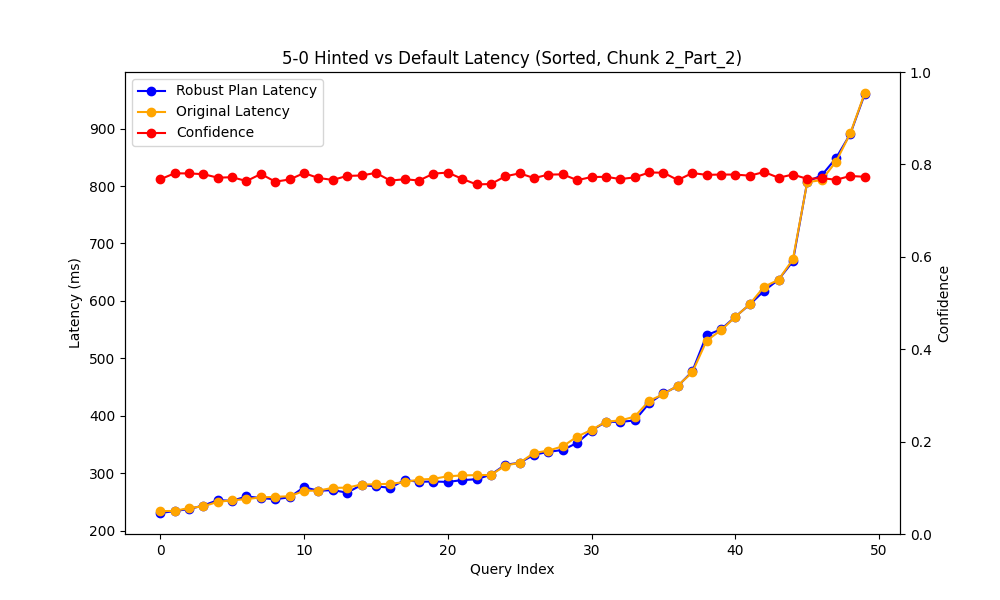 5-0 Hinted vs Default Latency (Sorted, Chunk 2_Part_2)
Robust Plan Latency
Original Latency
Confidence
Latency (ms)
900
800
700
600
500
400
300
200
1.0
0.8
0.6
0.4
0.2
0.0
Confidence
0 10 20 30 40 50
Query Index